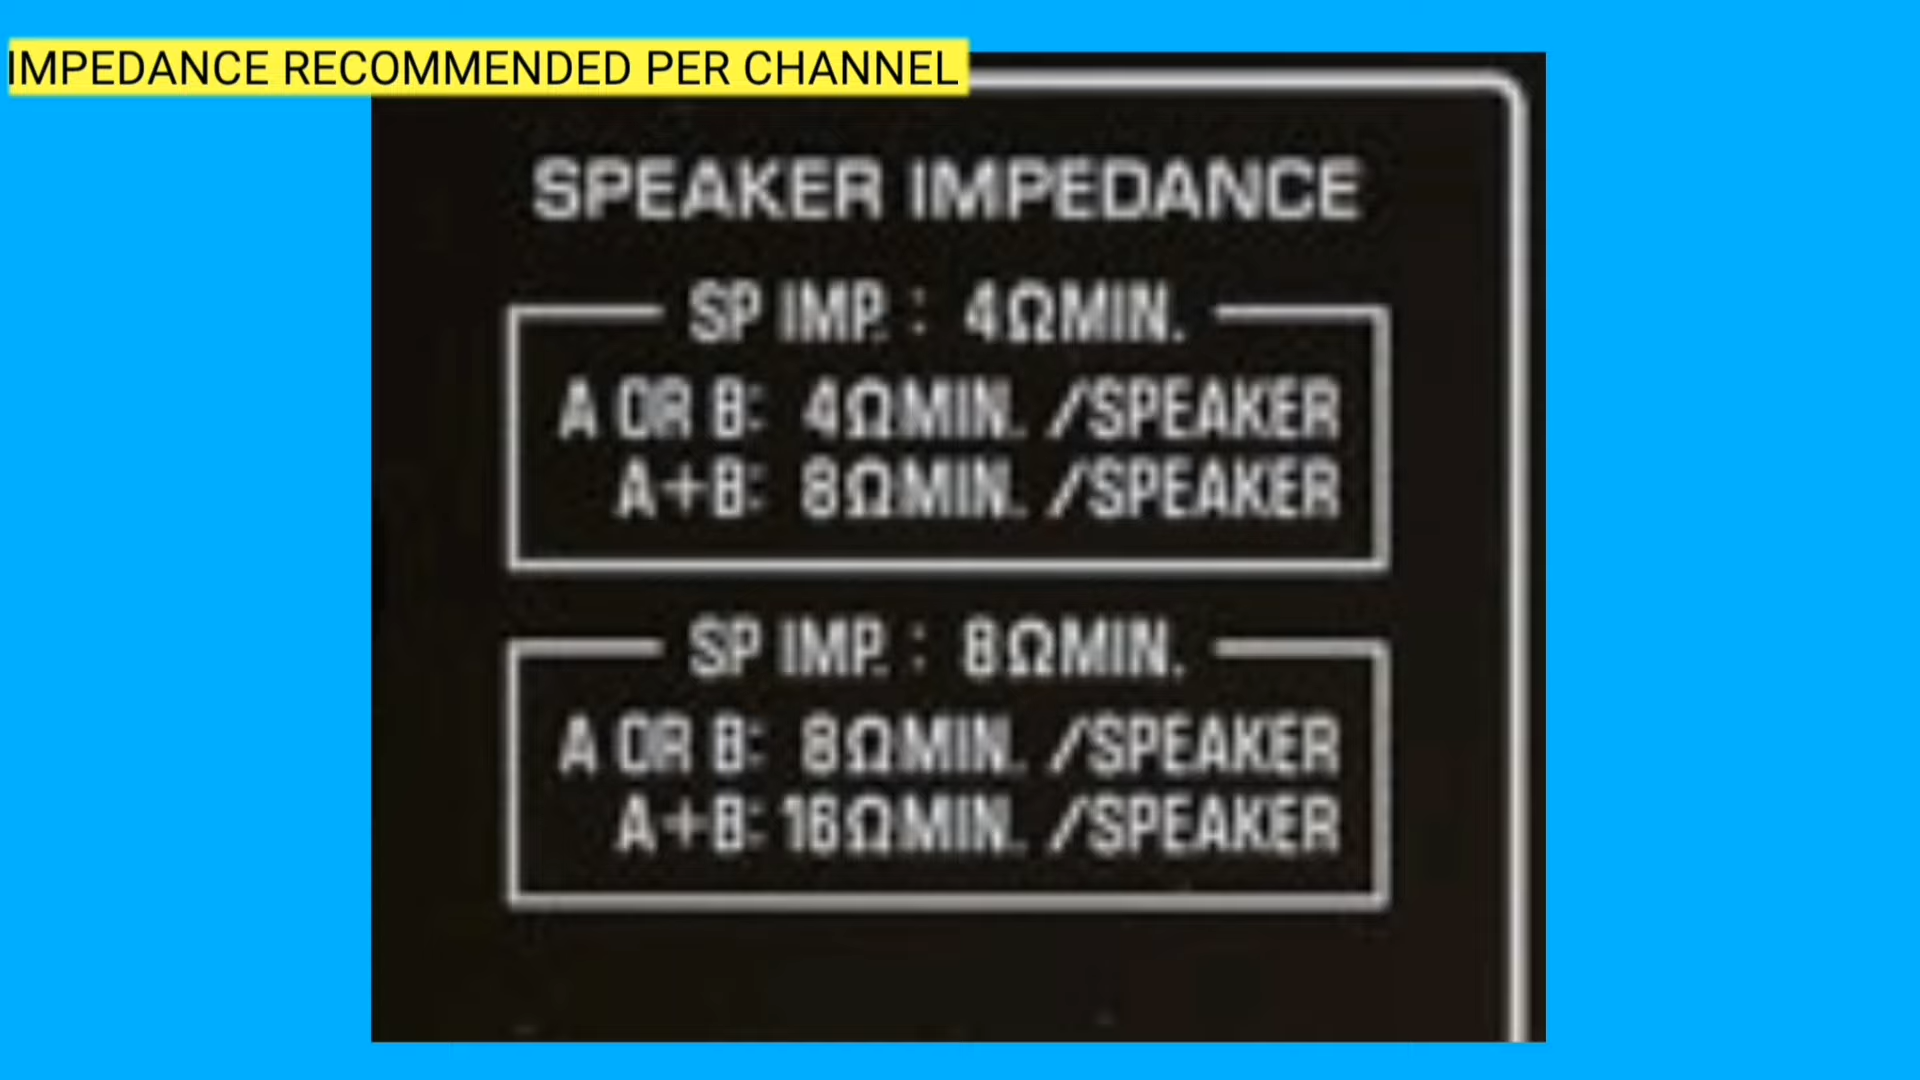 IMPEDANCE RECOMMENDED PER CHANNEL
SPEAKER IMPEDANCE
SP IMP. : 4ΩMIN.
A OR B: 4ΩMIN. /SPEAKER
A+B: 8ΩMIN. /SPEAKER
SP IMP. : 8ΩMIN.
A OR B: 8ΩMIN. /SPEAKER
A+B: 16ΩMIN. /SPEAKER